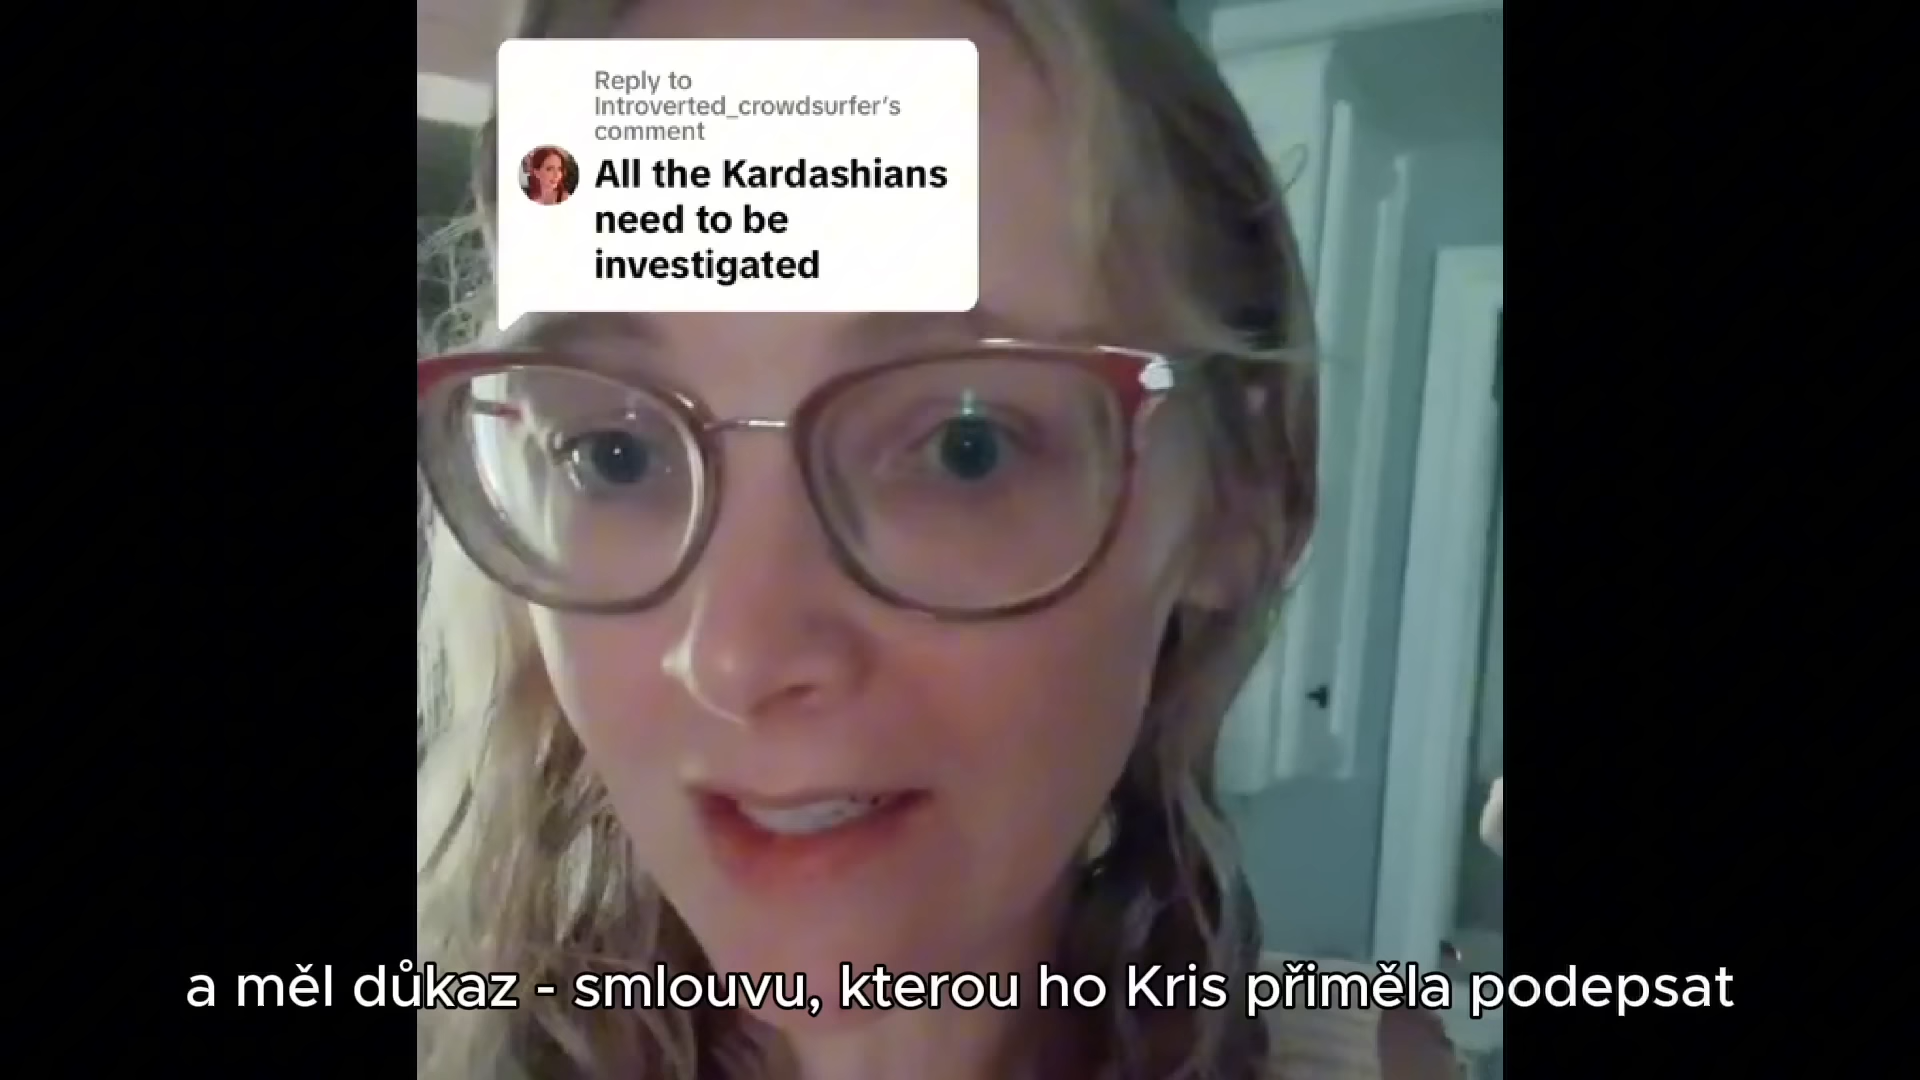 Reply to
Introverted_crowdsurfer’s
comment
All the Kardashians
need to be
investigated
a měl důkaz - smlouvu, kterou ho Kris přiměla podepsat